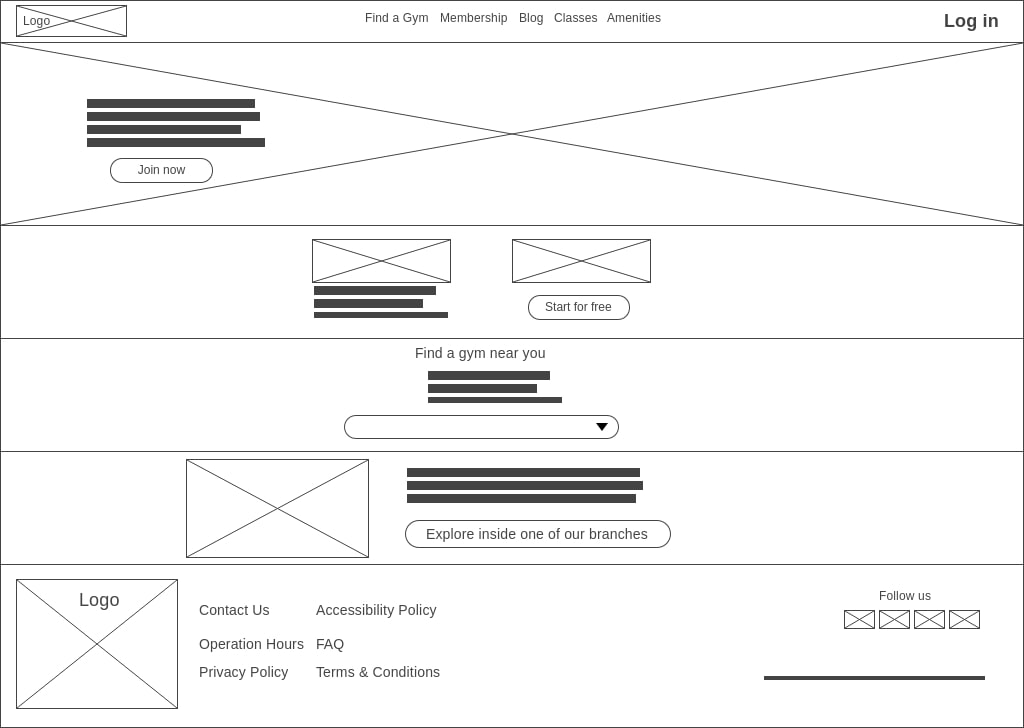 Logo Find a Gym Membership Blog Classes Amenities Log in
Join now
Start for free
Find a gym near you
Explore inside one of our branches
Logo
Follow us
Contact Us Accessibility Policy
Operation Hours FAQ
Privacy Policy Terms & Conditions